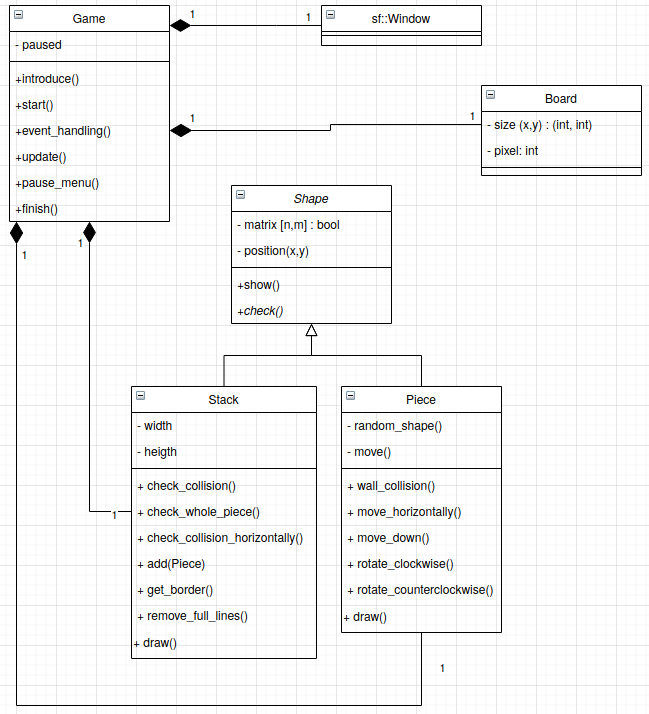 Game
- paused
+introduce()
+start()
+event_handling()
+update()
+pause_menu()
+finish()
1
1
sf::Window
1
1
Board
- size (x,y) : (int, int)
- pixel: int
1
1
Shape
- matrix [n,m] : bool
- position(x,y)
+show()
+check()
Stack
- width
- heigth
+ check_collision()
+ check_whole_piece()
+ check_collision_horizontally()
+ add(Piece)
+ get_border()
+ remove_full_lines()
+ draw()
1
Piece
- random_shape()
- move()
+ wall_collision()
+ move_horizontally()
+ move_down()
+ rotate_clockwise()
+ rotate_counterclockwise()
+ draw()
1